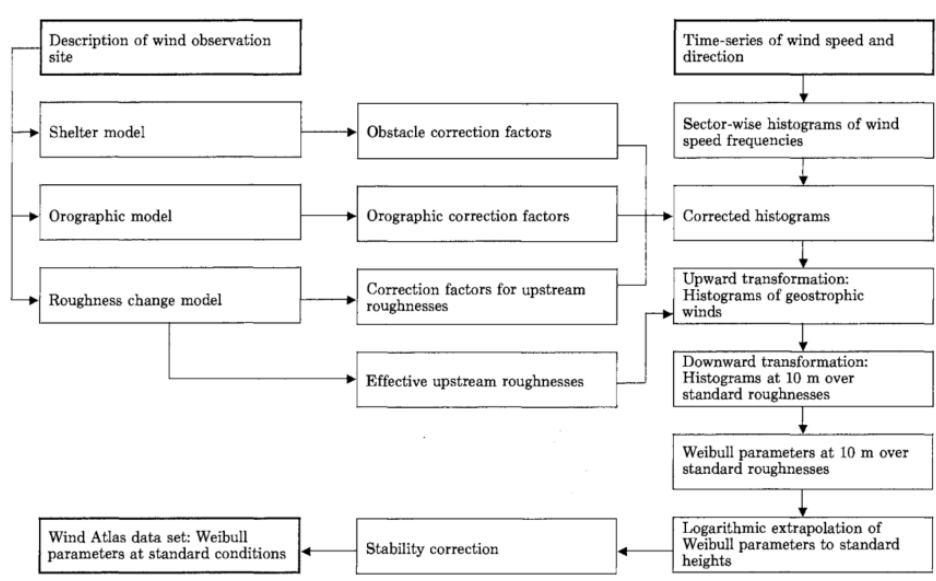 Description of wind observation
site
Time-series of wind speed and
direction
Shelter model
Obstacle correction factors
Sector-wise histograms of wind
speed frequencies
Orographic model
Orographic correction factors
Corrected histograms
Roughness change model
Correction factors for upstream
roughnesses
Upward transformation:
Histograms of geostrophic
winds
Effective upstream roughnesses
Downward transformation:
Histograms at 10 m over
standard roughnesses
Weibull parameters at 10 m over
standard roughnesses
Wind Atlas data set: Weibull
parameters at standard conditions
Stability correction
Logarithmic extrapolation of
Weibull parameters to standard
heights